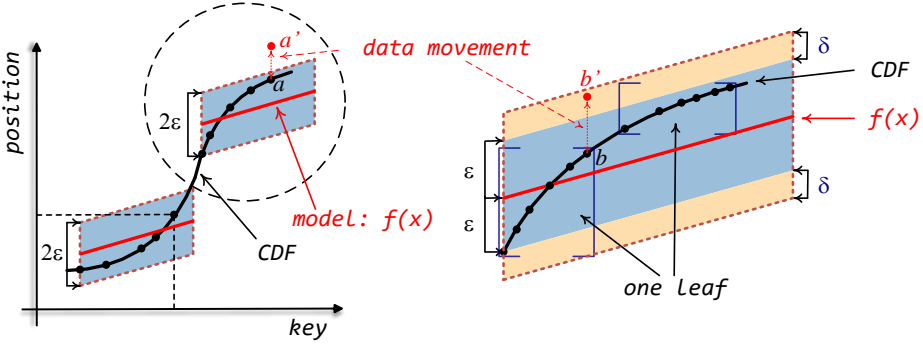 position
2ε
2ε
a'
a
data movement
model: f(x)
CDF
key
b'
b
ε
ε
δ
δ
CDF
f(x)
one leaf